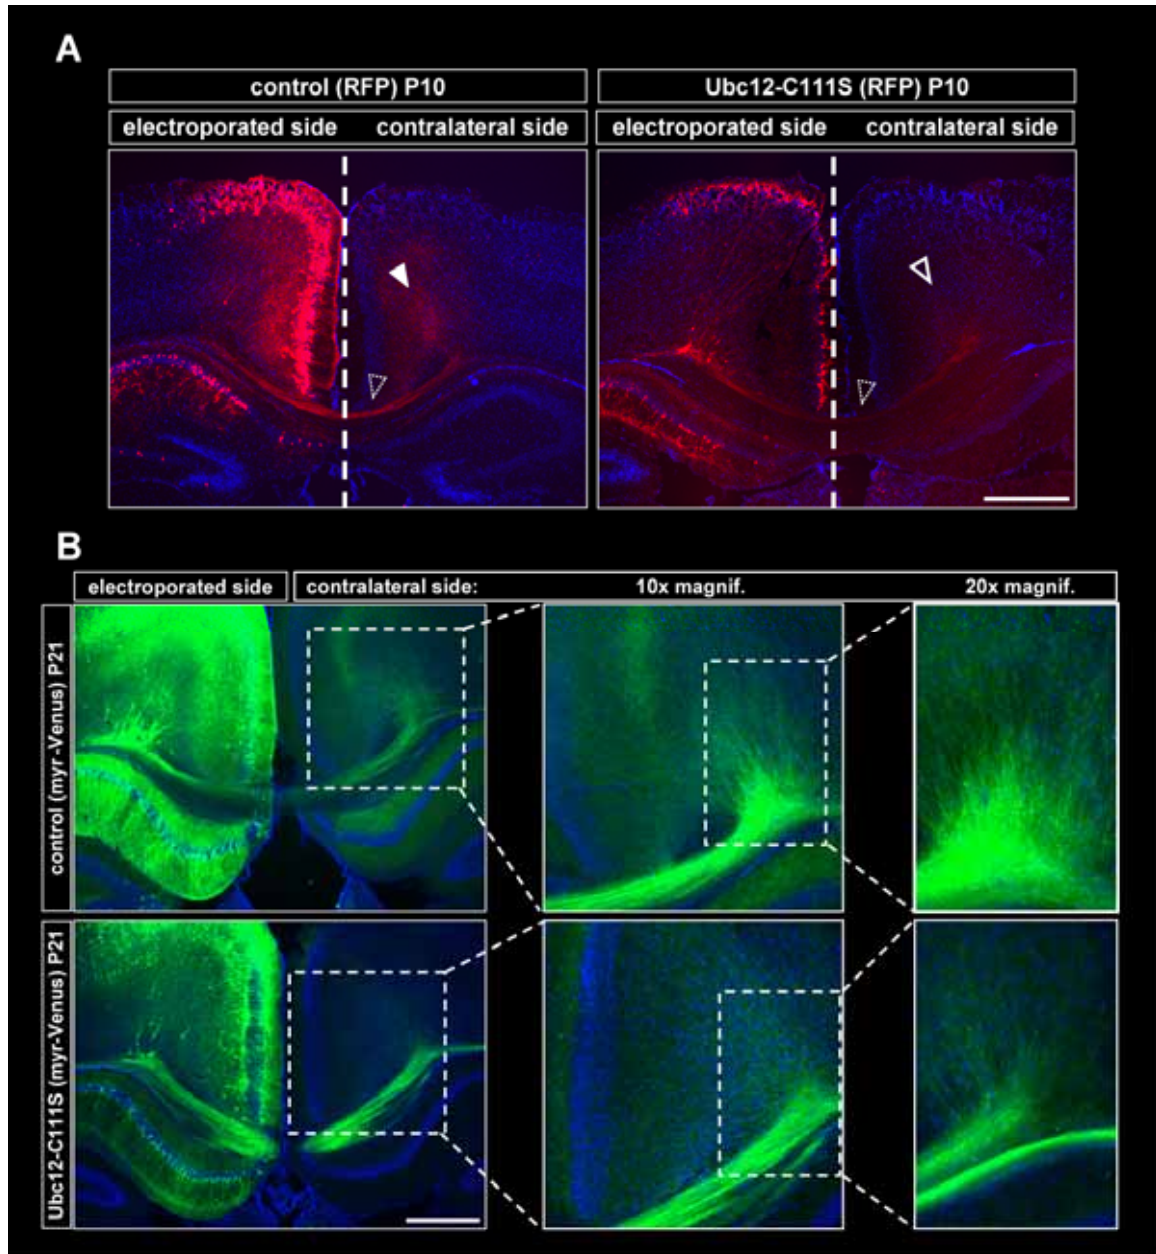 A
control (RFP) P10
Ubc12-C111S (RFP) P10
electroporated side
contralateral side
electroporated side
contralateral side
B
electroporated side
contralateral side:
10x magnif.
20x magnif.
control (myr-Venus) P21
Ubc12-C111S (myr-Venus) P21